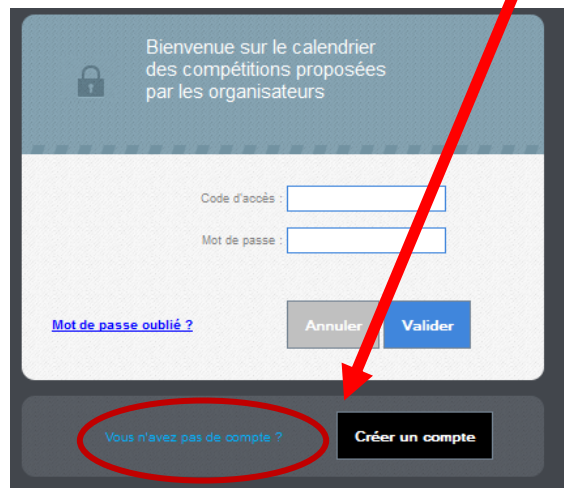 Bienvenue sur le calendrier
des compétitions proposées
par les organisateurs
Code d'accès :
Mot de passe :
Mot de passe oublié ?
Annuler
Valider
Vous n'avez pas de compte ?
Créer un compte